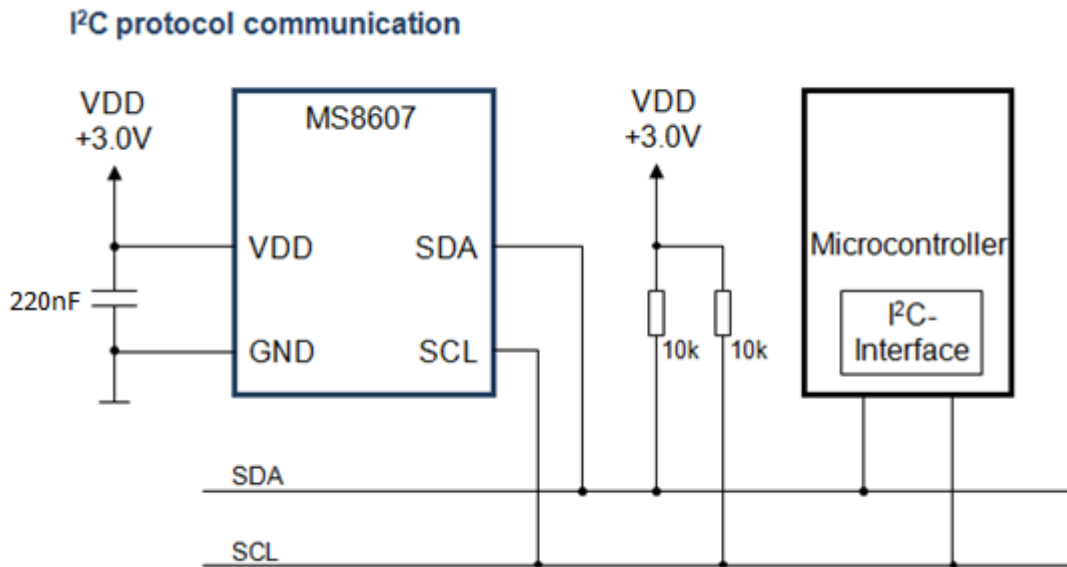 I²C protocol communication
VDD
+3.0V
MS8607
VDD
+3.0V
VDD
SDA
Microcontroller
220nF
I²C-
Interface
GND
SCL
10k
10k
SDA
SCL